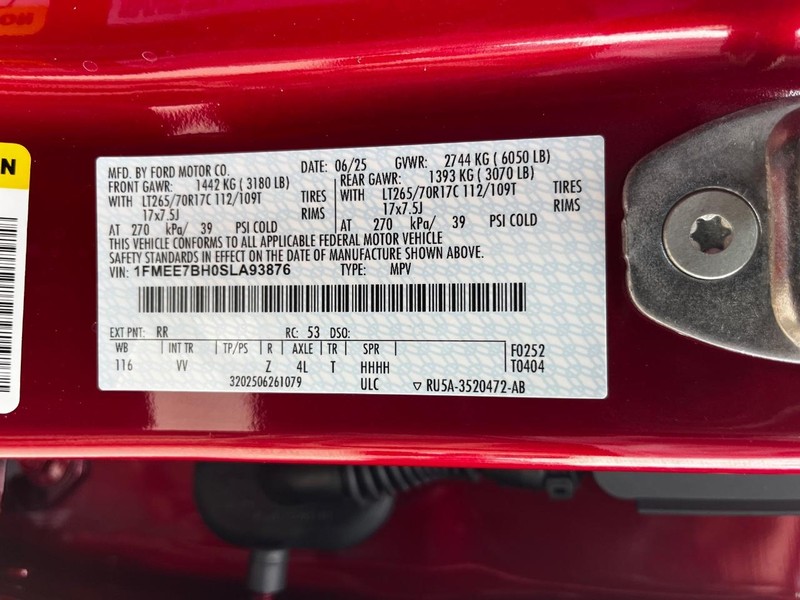 MFD. BY FORD MOTOR CO.
DATE: 06/25 GVWR: 2744 KG ( 6050 LB)
FRONT GAWR: 1442 KG ( 3180 LB)
WITH LT265/70R17C 112/109T TIRES
17x7.5J RIMS
AT 270 kPa/ 39 PSI COLD
REAR GAWR: 1393 KG ( 3070 LB)
WITH LT265/70R17C 112/109T TIRES
17x7.5J RIMS
AT 270 kPa/ 39 PSI COLD
THIS VEHICLE CONFORMS TO ALL APPLICABLE FEDERAL MOTOR VEHICLE
SAFETY STANDARDS IN EFFECT ON THE DATE OF MANUFACTURE SHOWN ABOVE.
VIN: 1FMEE7BH0SLA93876 TYPE: MPV
EXT PNT: RR RC: 53 DSO:
WB INT TR TP/PS R AXLE TR SPR F0252
116 VV Z 4L T HHHH T0404
3202506261079 ULC ▽ RU5A-3520472-AB
N